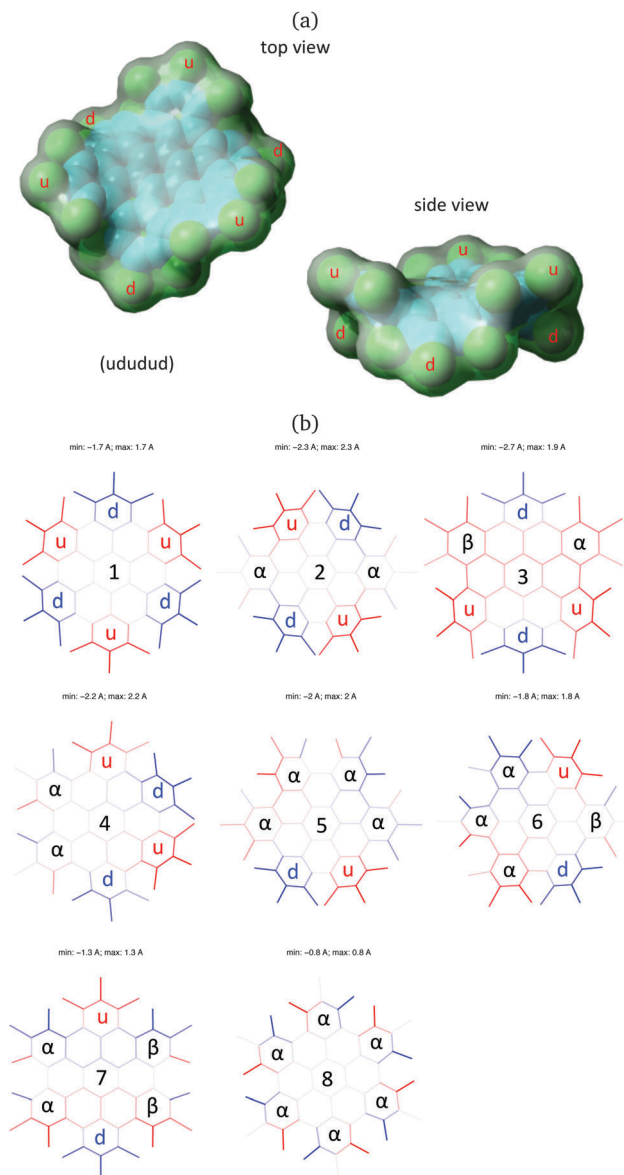 (a)
top view
u
d
d
u
u
d
side view
u
u
u
d
d
d
(ududud)
(b)
min: −1.7 A; max: 1.7 A
min: −2.3 A; max: 2.3 A
min: −2.7 A; max: 1.9 A
d
u
u
1
d
d
u
u
d
α
2
α
d
u
d
β
α
3
u
u
d
min: −2.2 A; max: 2.2 A
min: −2 A; max: 2 A
min: −1.8 A; max: 1.8 A
u
α
d
4
α
u
d
α
α
α
5
α
d
u
α
u
α
6
β
α
d
min: −1.3 A; max: 1.3 A
min: −0.8 A; max: 0.8 A
u
α
β
7
α
β
d
α
α
α
8
α
α
α